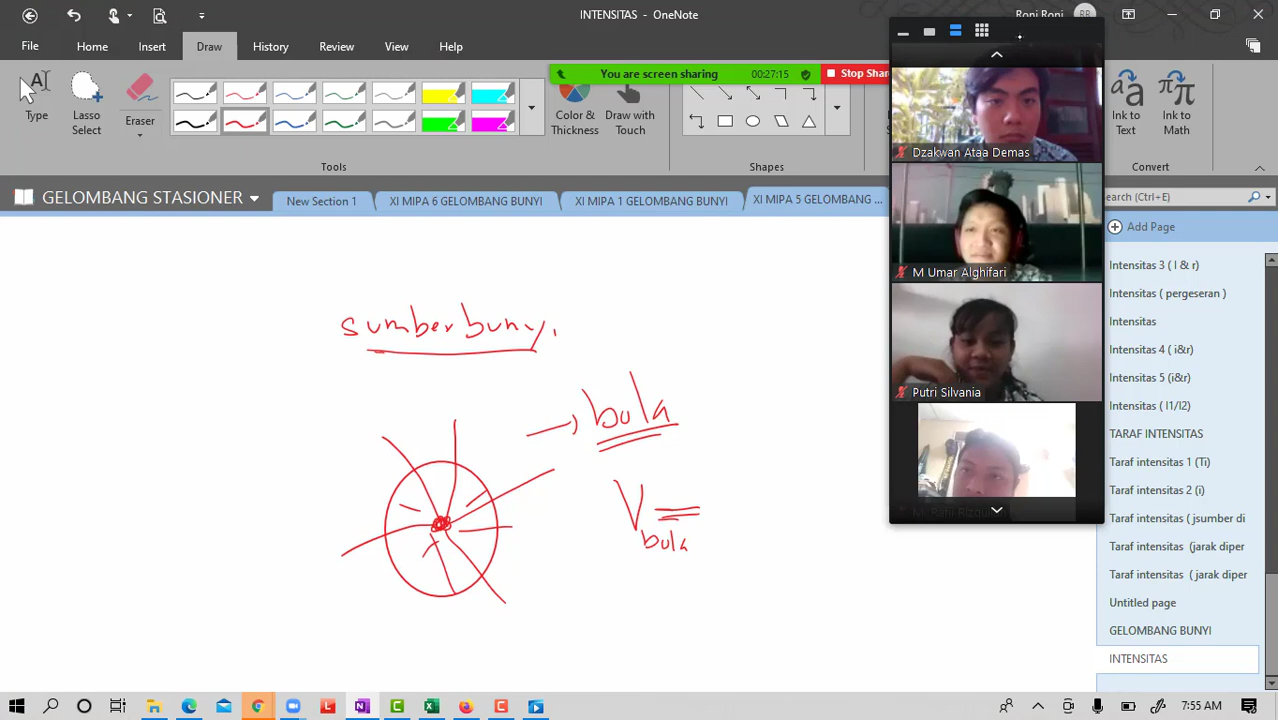 INTENSITAS - OneNote
Roni Roni
RR
File
Home
Insert
Draw
History
Review
View
Help
You are screen sharing
00:27:15
Stop Share
Type
Lasso
Select
Eraser
Color &
Thickness
Draw with
Touch
Ink to
Text
Ink to
Math
Tools
Shapes
Convert
GELOMBANG STASIONER
New Section 1
XI MIPA 6 GELOMBANG BUNYI
XI MIPA 1 GELOMBANG BUNYI
XI MIPA 5 GELOMBANG ...
earch (Ctrl+E)
Dzakwan Ataa Demas
M Umar Alghifari
Putri Silvania
Add Page
Intensitas 3 ( I & r)
Intensitas ( pergeseran )
Intensitas
Intensitas 4 ( i&r)
Intensitas 5 (i&r)
Intensitas ( I1/I2)
TARAF INTENSITAS
Taraf intensitas 1 (Ti)
Taraf intensitas 2 (i)
Taraf intensitas ( jsumber di
Taraf intensitas ( jarak diper
Taraf intensitas ( jarak diper
Untitled page
GELOMBANG BUNYI
INTENSITAS
sumber bunyi
bola
V =
bola
7:55 AM